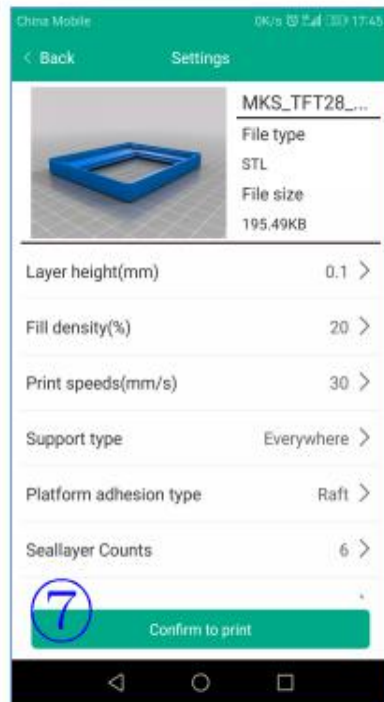 China Mobile 0K/s 17:45
< Back Settings
MKS_TFT28_...
File type
STL
File size
195.49KB
Layer height(mm) 0.1 >
Fill density(%) 20 >
Print speeds(mm/s) 30 >
Support type Everywhere >
Platform adhesion type Raft >
Seallayer Counts 6 >
⑦
Confirm to print